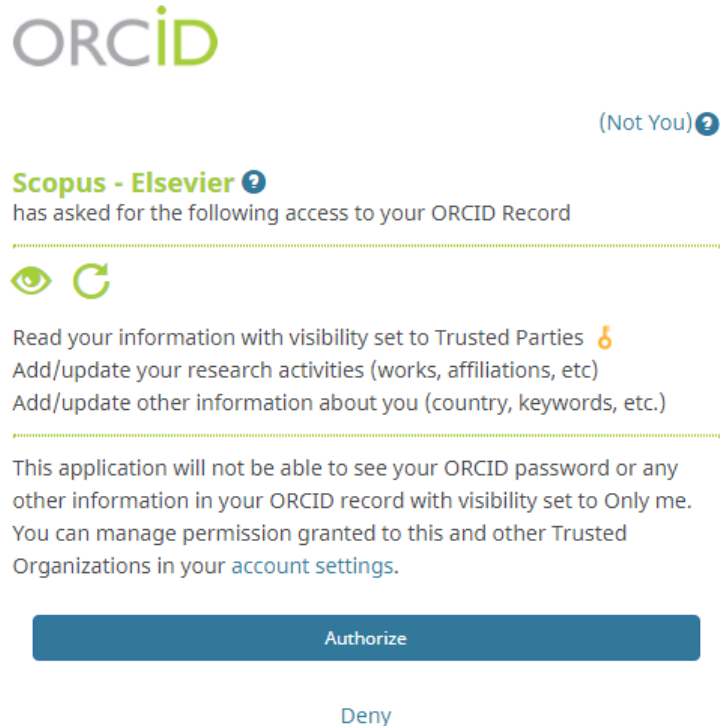 ORCiD
(Not You) ?
Scopus - Elsevier ?
has asked for the following access to your ORCID Record
Read your information with visibility set to Trusted Parties
Add/update your research activities (works, affiliations, etc)
Add/update other information about you (country, keywords, etc.)
This application will not be able to see your ORCID password or any
other information in your ORCID record with visibility set to Only me.
You can manage permission granted to this and other Trusted
Organizations in your account settings.
Authorize
Deny